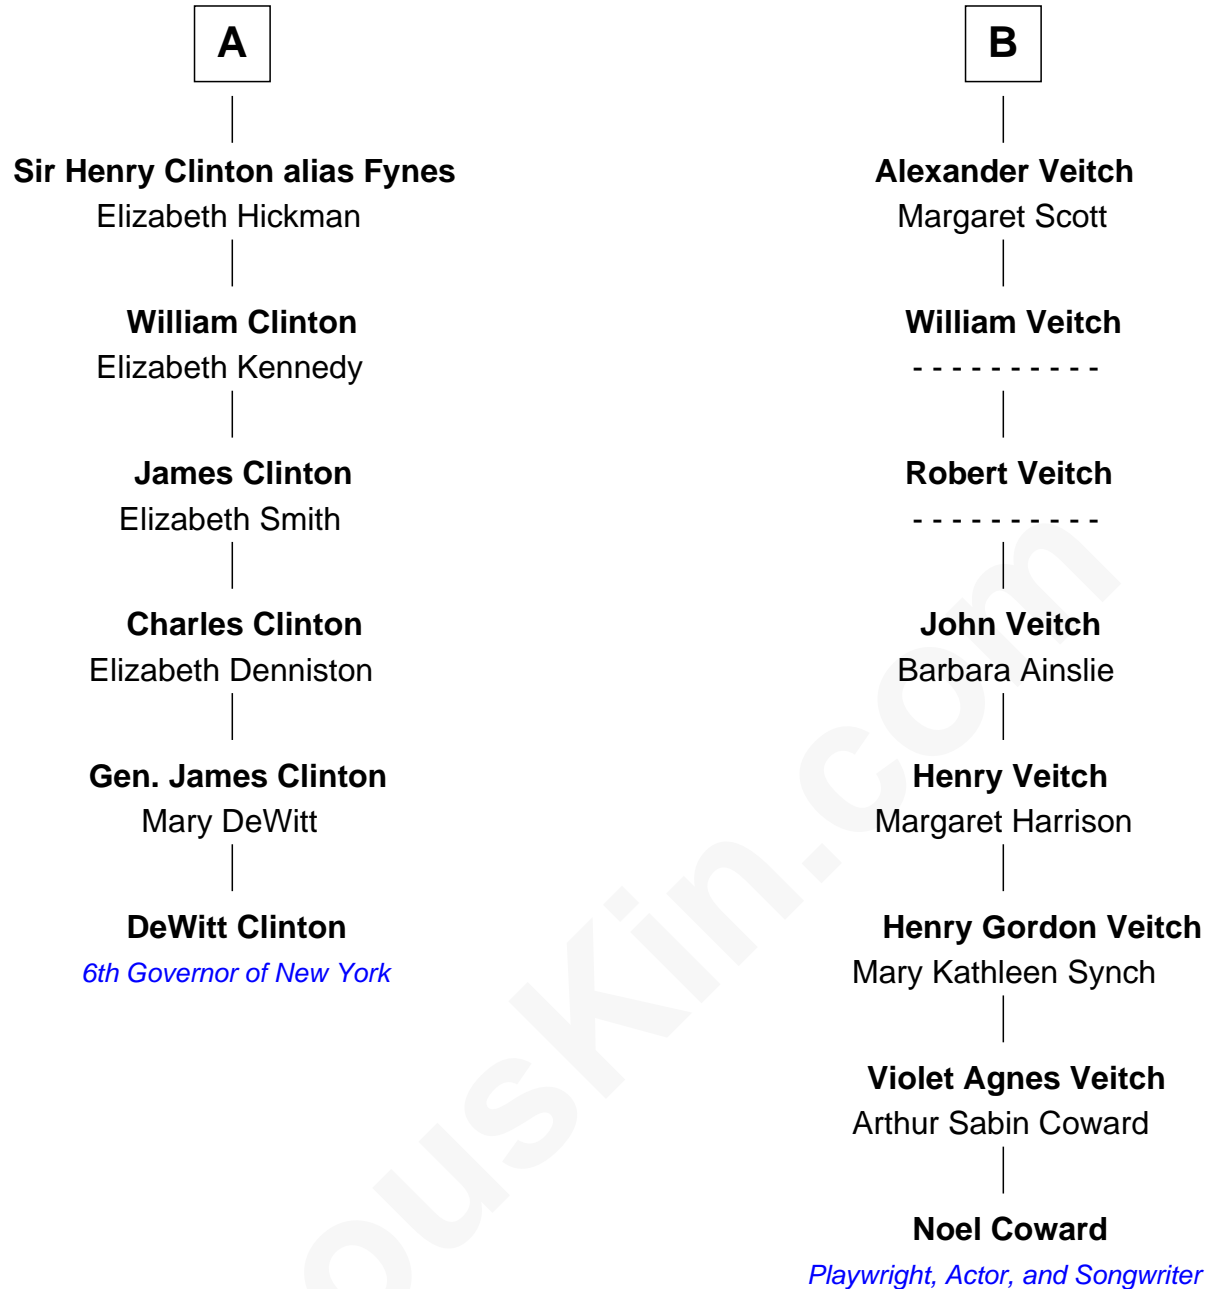 A
Sir Henry Clinton alias Fynes
Elizabeth Hickman
William Clinton
Elizabeth Kennedy
James Clinton
Elizabeth Smith
Charles Clinton
Elizabeth Denniston
Gen. James Clinton
Mary DeWitt
DeWitt Clinton
6th Governor of New York
B
Alexander Veitch
Margaret Scott
William Veitch
- - - - - - - - - -
Robert Veitch
- - - - - - - - - -
John Veitch
Barbara Ainslie
Henry Veitch
Margaret Harrison
Henry Gordon Veitch
Mary Kathleen Synch
Violet Agnes Veitch
Arthur Sabin Coward
Noel Coward
Playwright, Actor, and Songwriter
ousKin.com